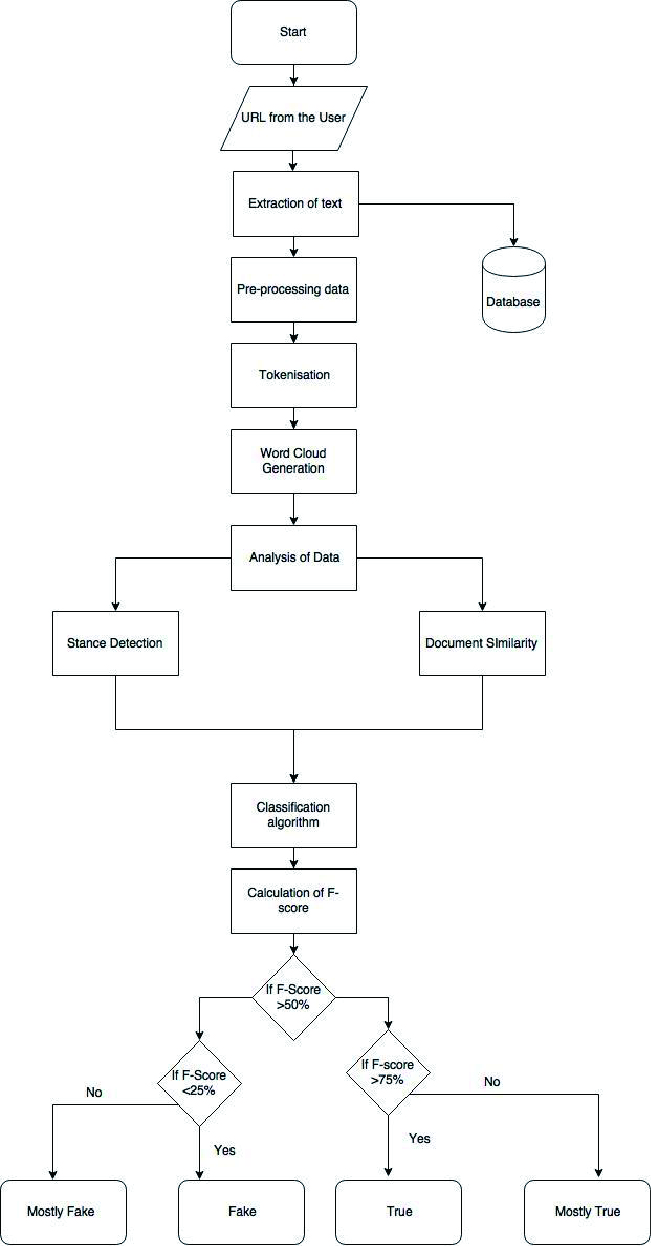 Start
URL from the User
Extraction of text
Database
Pre-processing data
Tokenisation
Word Cloud
Generation
Analysis of Data
Stance Detection
Document SImilarity
Classification
algorithm
Calculation of F-
score
If F-Score
>50%
If F-Score
<25%
If F-score
>75%
No
No
Yes
Yes
Mostly Fake
Fake
True
Mostly True